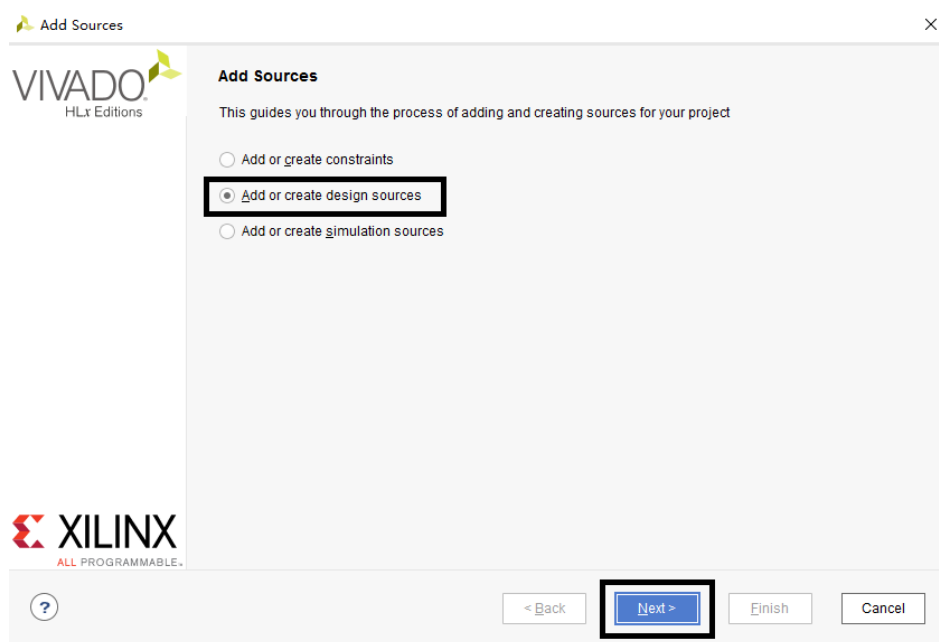 Add Sources
VIVADO.
HLx Editions
Add Sources
This guides you through the process of adding and creating sources for your project
Add or create constraints
Add or create design sources
Add or create simulation sources
XILINX
ALL PROGRAMMABLE.
?
< Back
Next >
Finish
Cancel